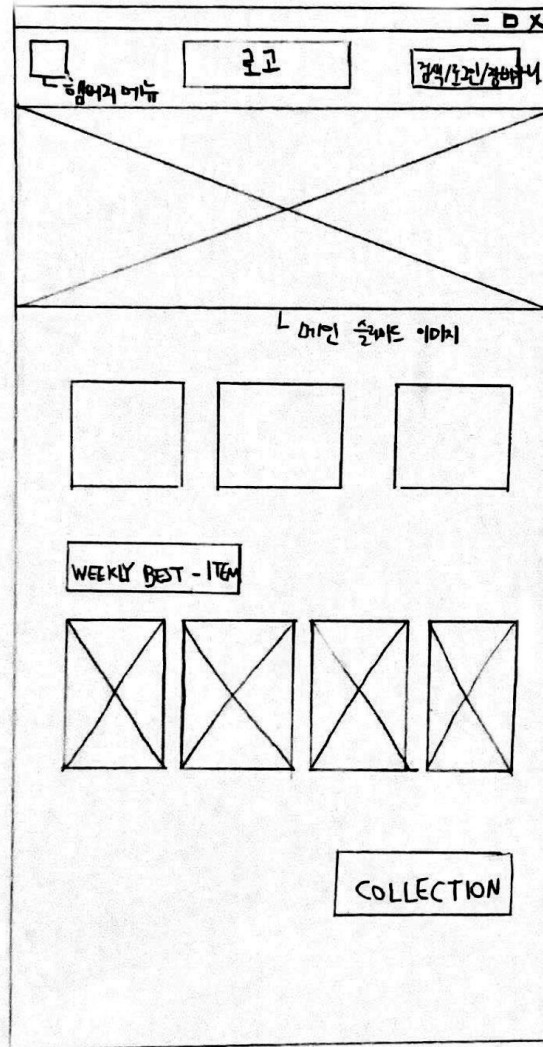 로고
검색/로그인/장바구니
햄버거 메뉴
메인 슬라이드 이미지
WEEKLY BEST - ITEM
COLLECTION